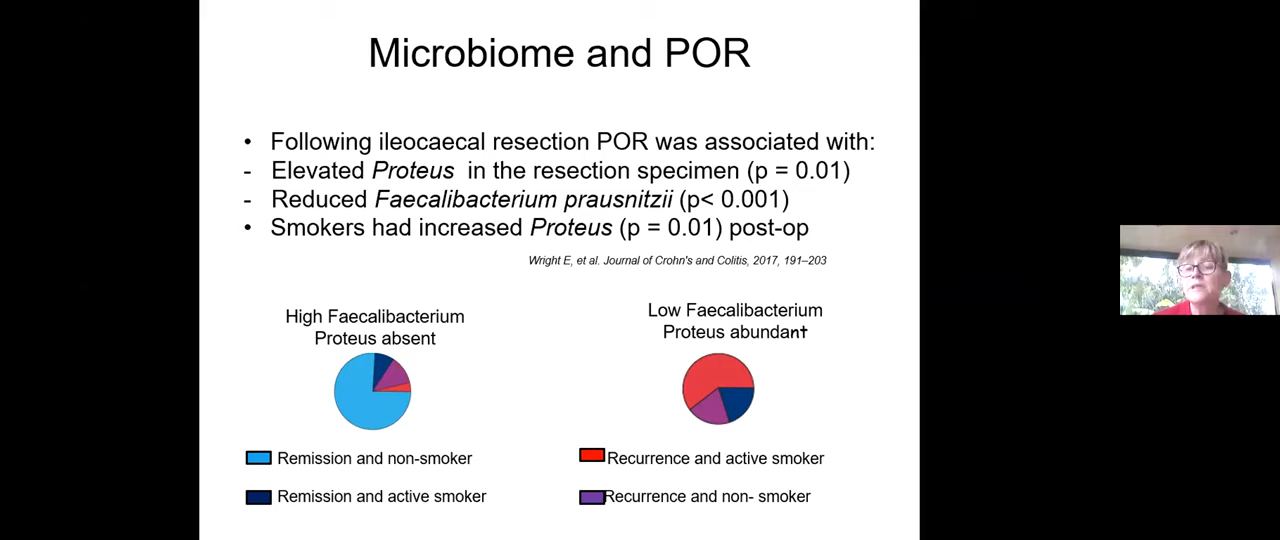 Microbiome and POR
• Following ileocaecal resection POR was associated with:
- Elevated Proteus in the resection specimen (p = 0.01)
- Reduced Faecalibacterium prausnitzii (p< 0.001)
• Smokers had increased Proteus (p = 0.01) post-op
Wright E, et al. Journal of Crohn's and Colitis, 2017, 191–203
High Faecalibacterium
Proteus absent
Low Faecalibacterium
Proteus abundant
Remission and non-smoker
Recurrence and active smoker
Remission and active smoker
Recurrence and non- smoker